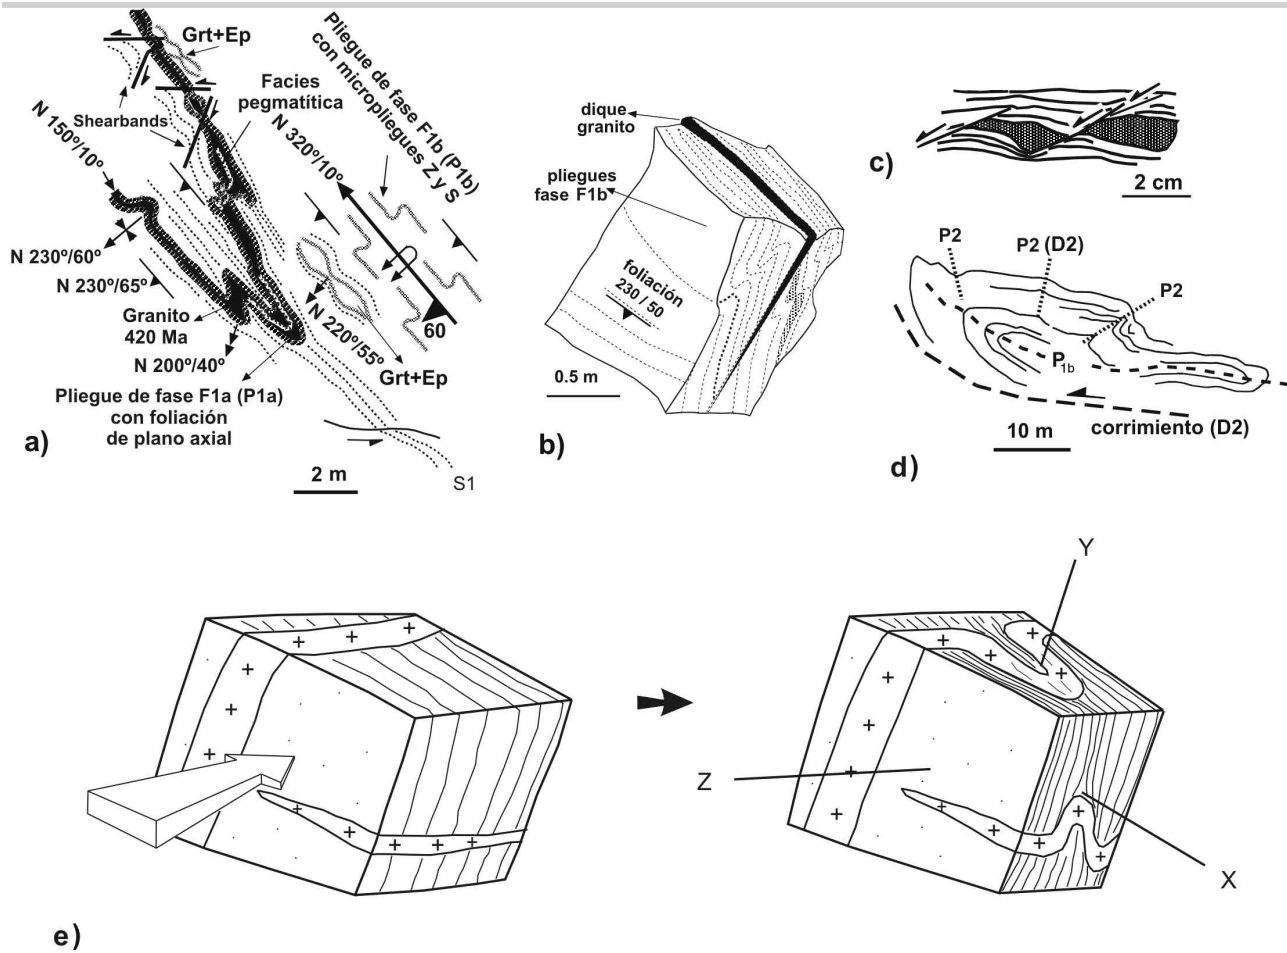 Grt+Ep
Shearbands
Facies
pegmatítica
Pliegue de fase F1b (P1b)
con micropliegues Z y S
N 320º/10º
N 150º/10º
N 230º/60º
N 230º/65º
Granito
420 Ma
N 200º/40º
N 220º/55º
60
Grt+Ep
Pliegue de fase F1a (P1a)
con foliación
de plano axial
S1
2 m
a)
dique
granito
pliegues
fase F1b
foliación
230 / 50
0.5 m
b)
c)
2 cm
P2
P2 (D2)
P2
P1b
corrimiento (D2)
10 m
d)
Y
Z
X
e)